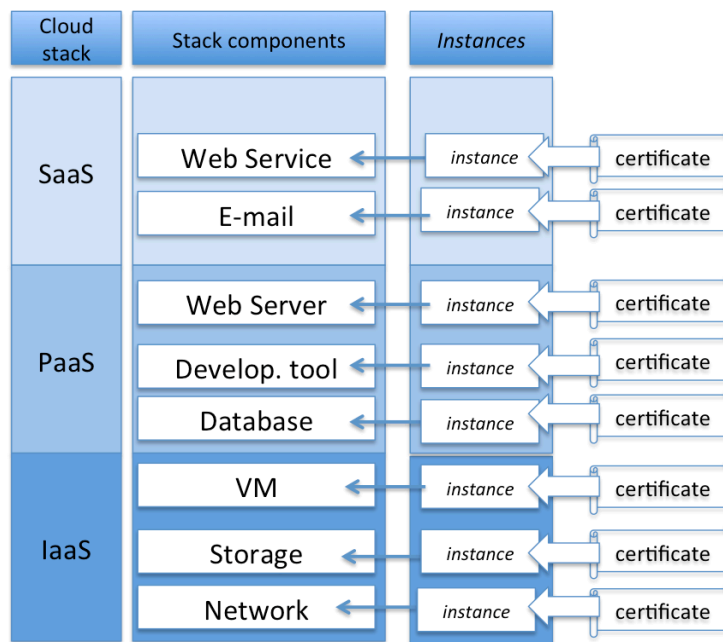 Cloud
stack
Stack components
Instances
SaaS
Web Service
instance
certificate
E-mail
instance
certificate
PaaS
Web Server
instance
certificate
Develop. tool
instance
certificate
Database
instance
certificate
IaaS
VM
instance
certificate
Storage
instance
certificate
Network
instance
certificate